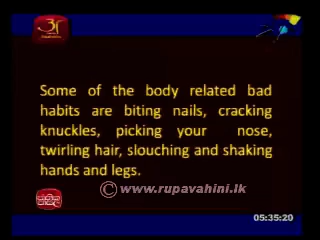 Some of the body related bad
habits are biting nails, cracking
knuckles, picking your nose,
twirling hair, slouching and shaking
hands and legs.
©www.rupavahini.lk
05:35:20